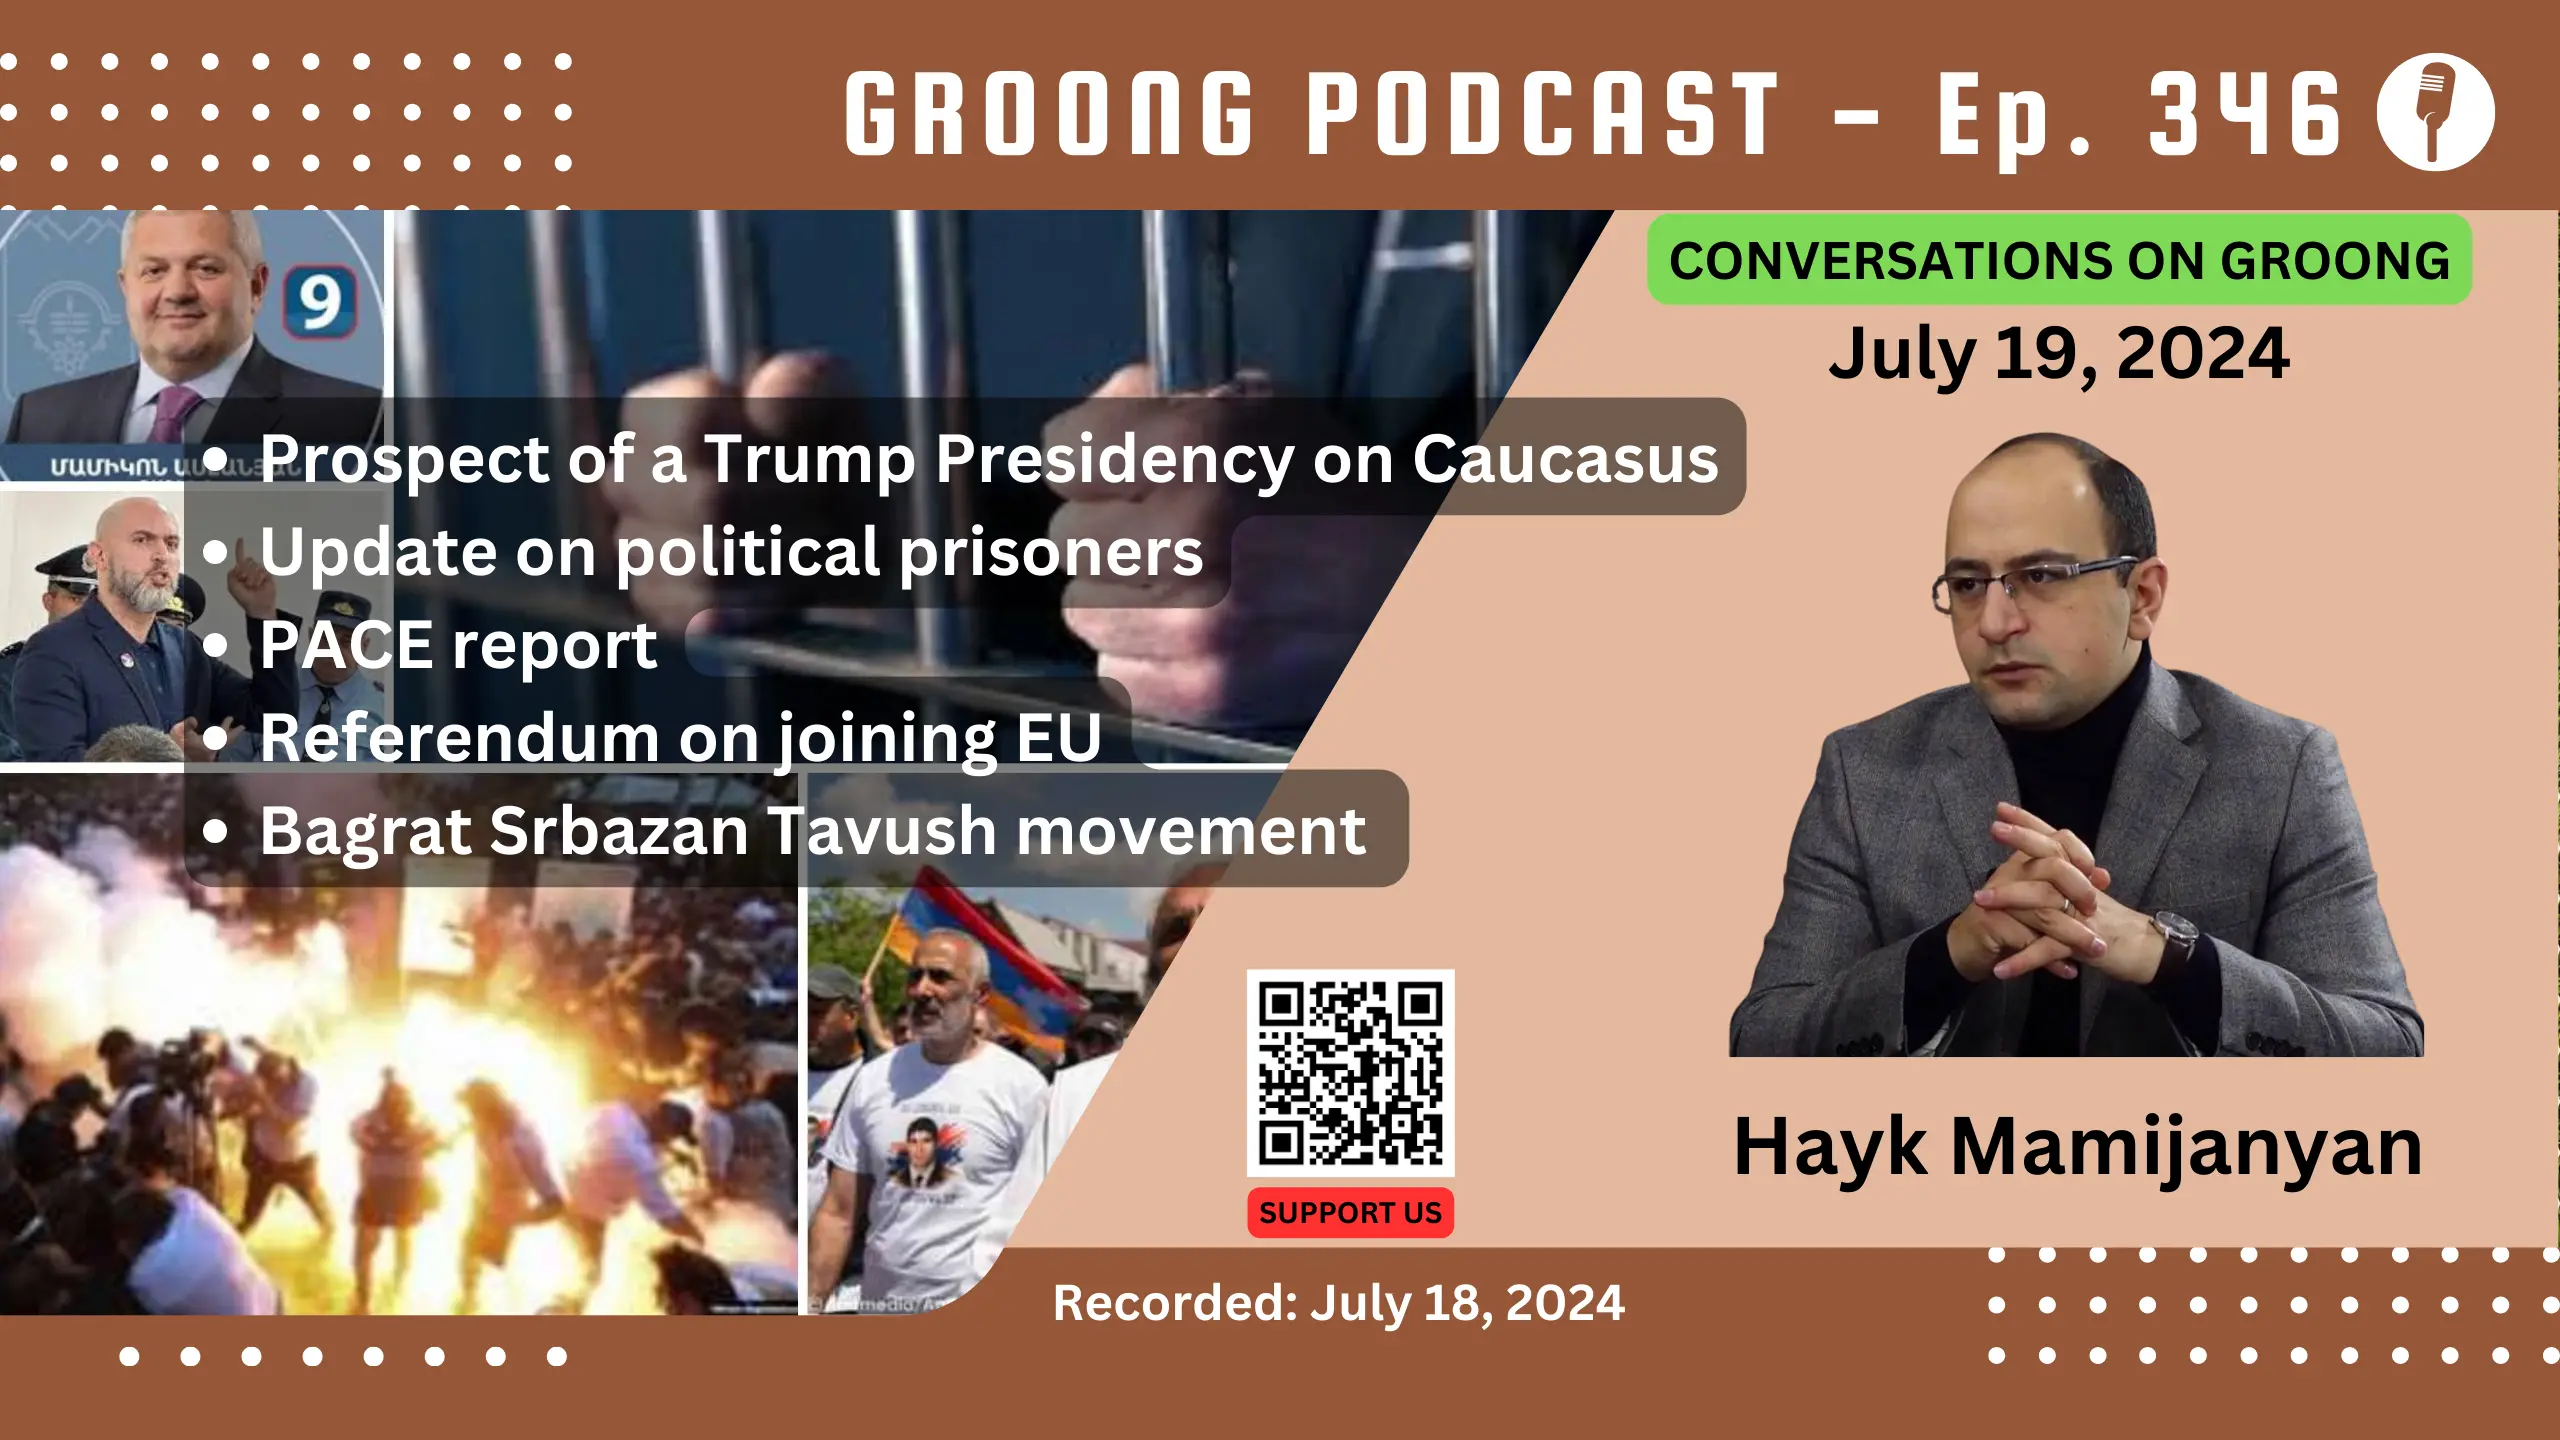 GROONG PODCAST - Ep. 346
CONVERSATIONS ON GROONG
July 19, 2024
9
ՄԱՄԻԿՈՆ ԱՍԼԱՆՅԱՆ
• Prospect of a Trump Presidency on Caucasus
• Update on political prisoners
• PACE report
• Referendum on joining EU
• Bagrat Srbazan Tavush movement
SUPPORT US
Hayk Mamijanyan
Recorded: July 18, 2024